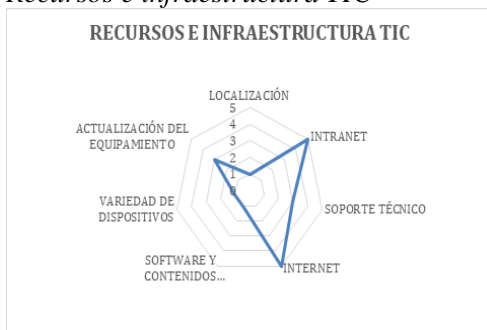 Recursos e infraestructura TIC
RECURSOS E INFRAESTRUCTURA TIC
LOCALIZACIÓN
5
4
3
2
1
0
INTRANET
ACTUALIZACIÓN DEL
EQUIPAMIENTO
VARIEDAD DE
DISPOSITIVOS
SOPORTE TÉCNICO
SOFTWARE Y
CONTENIDOS...
INTERNET